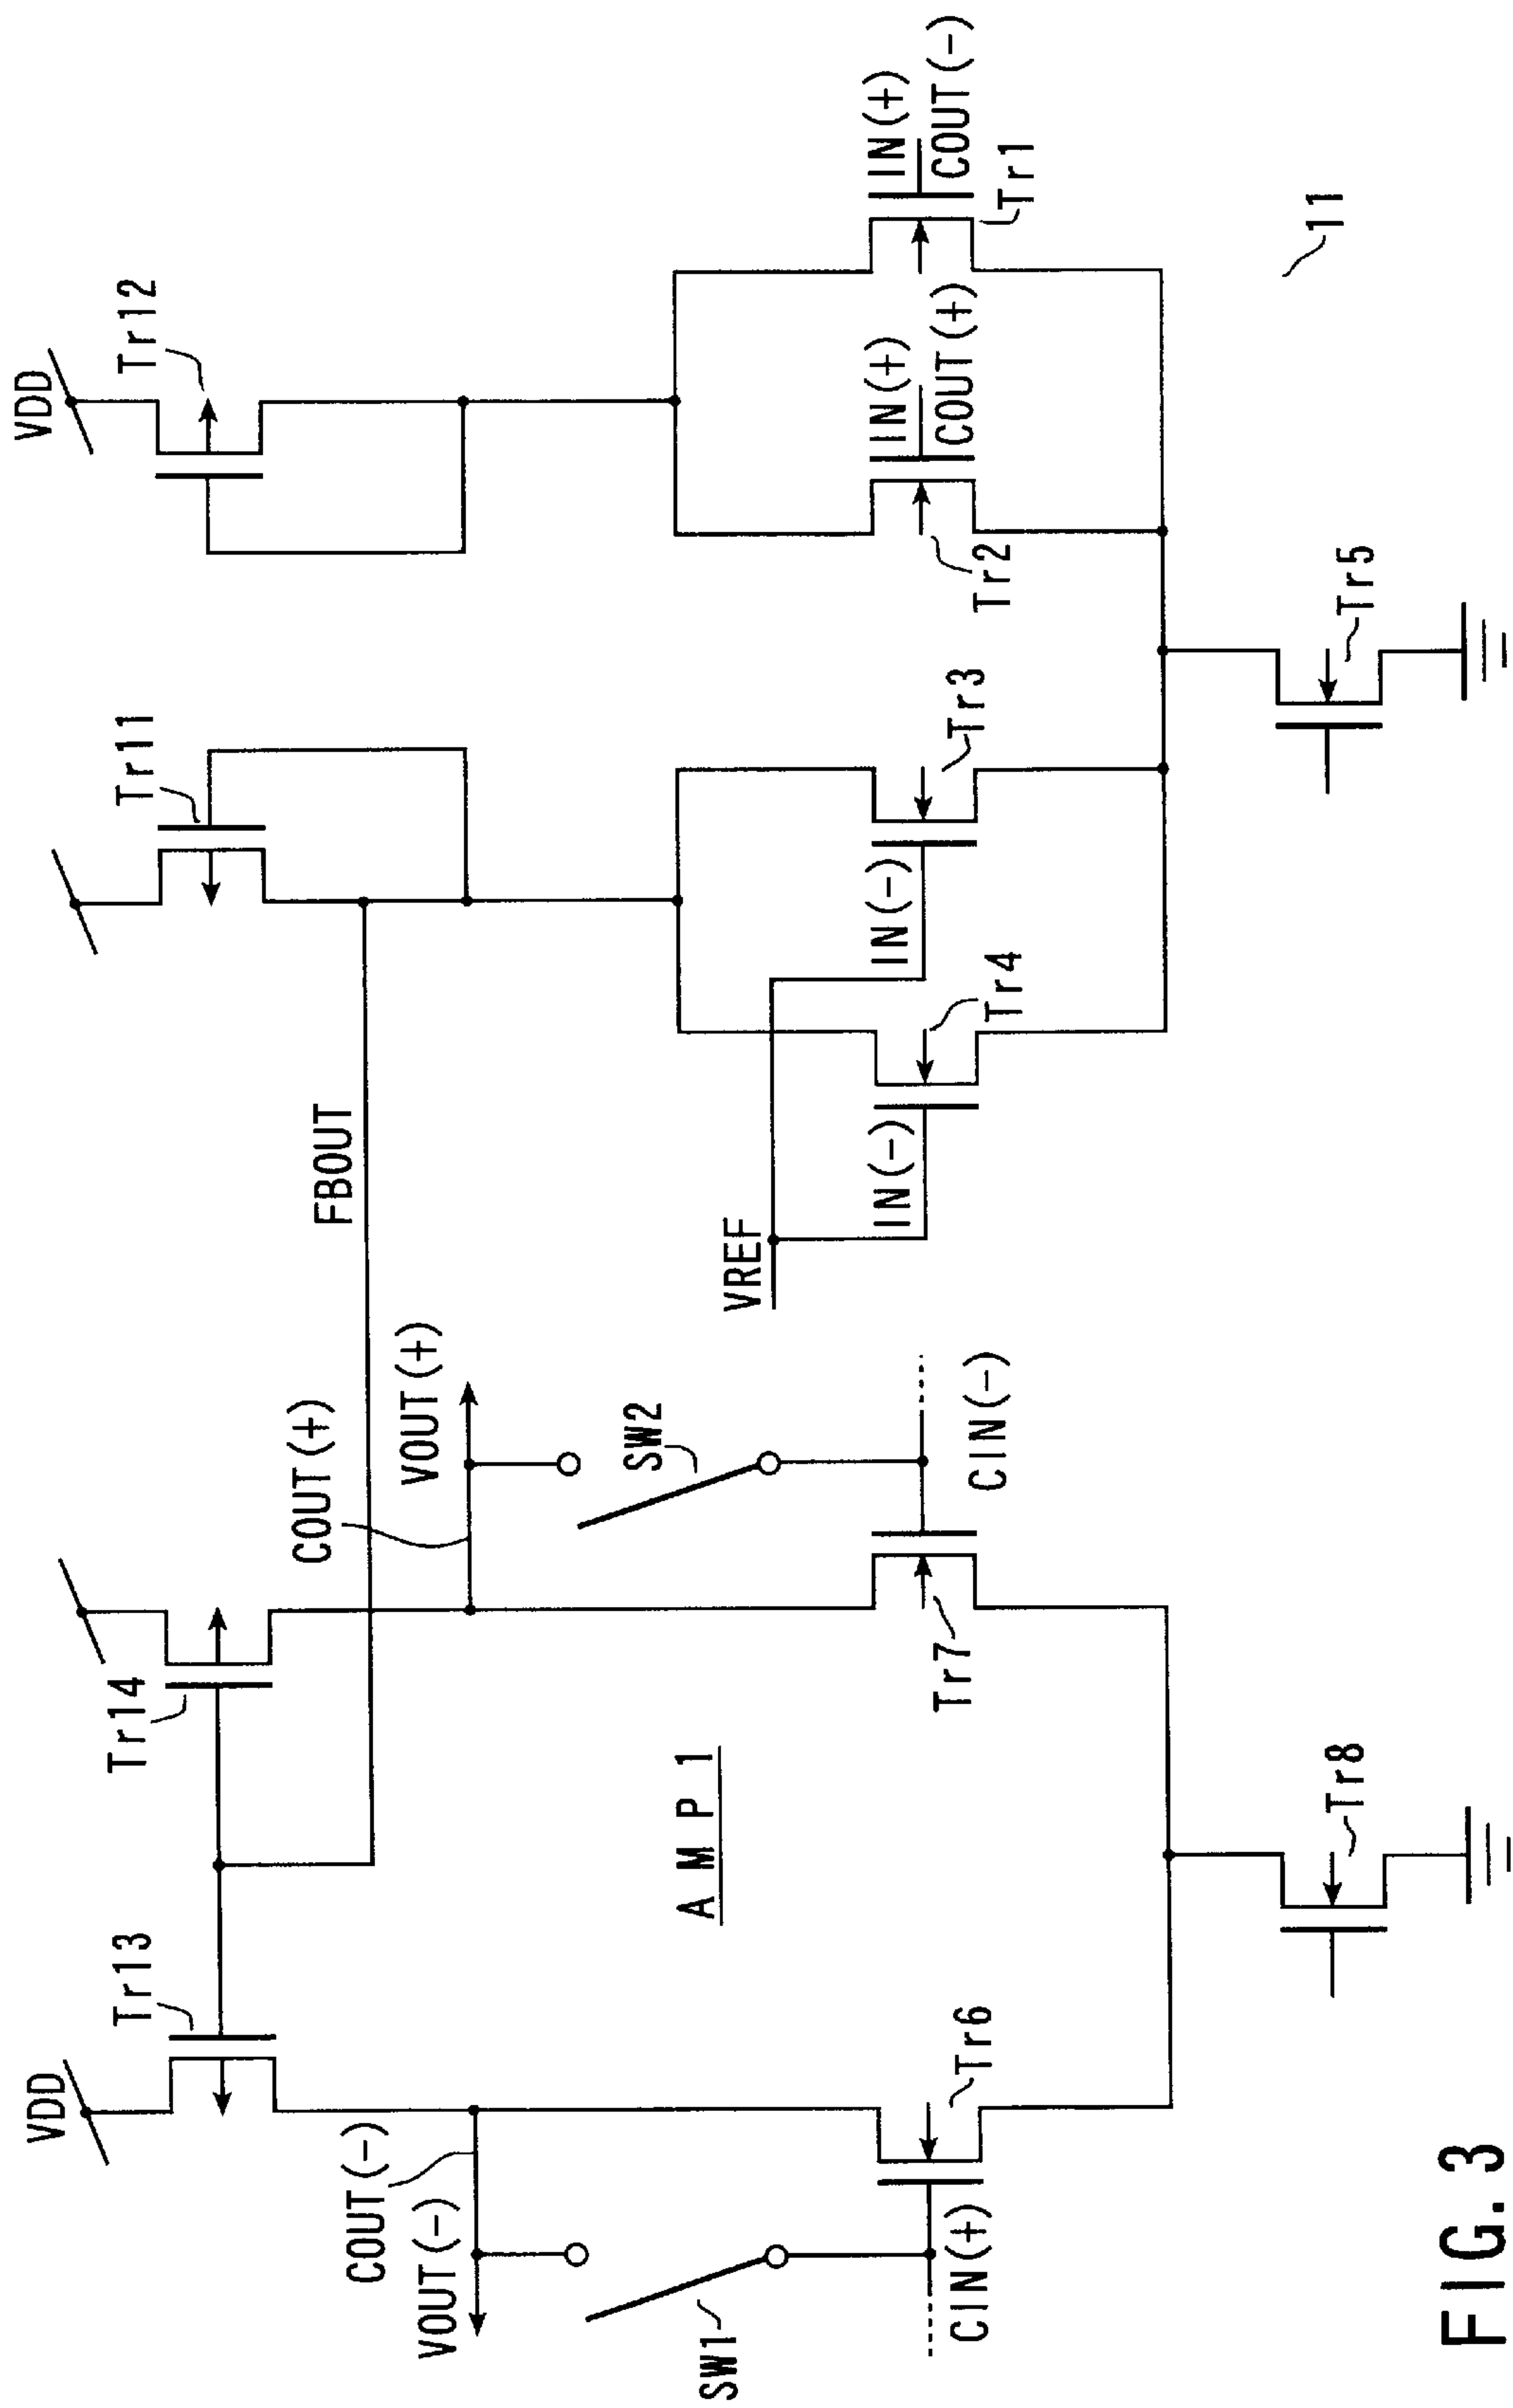 VDD
Tr13
Tr14
Tr11
VDD
Tr12
COUT(-)
VOUT(-)
COUT(+)
VOUT(+)
FBOUT
SW1
SW2
AMP1
VREF
CIN(+)
Tr6
Tr7
CIN(-)
IN(-)
Tr4
IN(-)
Tr3
Tr2
IN(+)
COUT(+)
IN(+)
COUT(-)
Tr1
Tr8
Tr5
11
FIG. 3